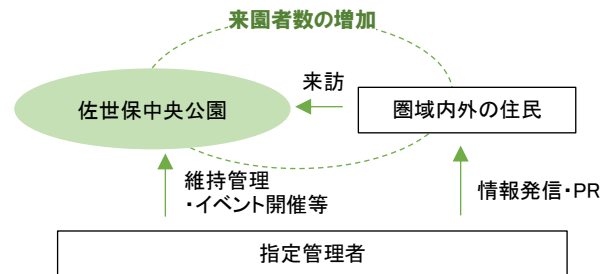 来園者数の増加
来訪
佐世保中央公園
圏域内外の住民
維持管理
・イベント開催等
情報発信・PR
指定管理者